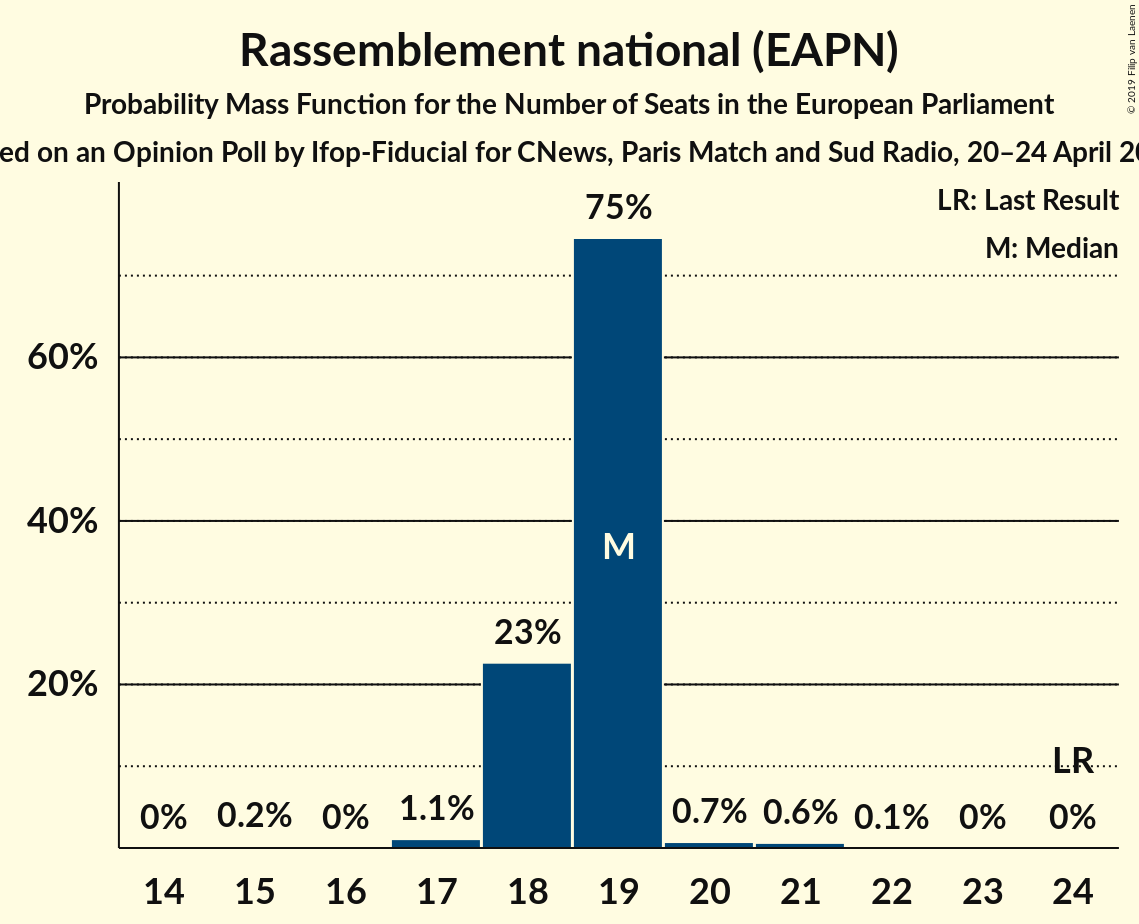 Rassemblement national (EAPN)
Probability Mass Function for the Number of Seats in the European Parliament
ed on an Opinion Poll by Ifop-Fiducial for CNews, Paris Match and Sud Radio, 20–24 April 20
© 2019 Filip van Laenen
LR: Last Result
M: Median
75%
60%
40%
M
23%
20%
LR
0% 0.2% 0% 1.1% 0.7% 0.6% 0.1% 0% 0%
14 15 16 17 18 19 20 21 22 23 24